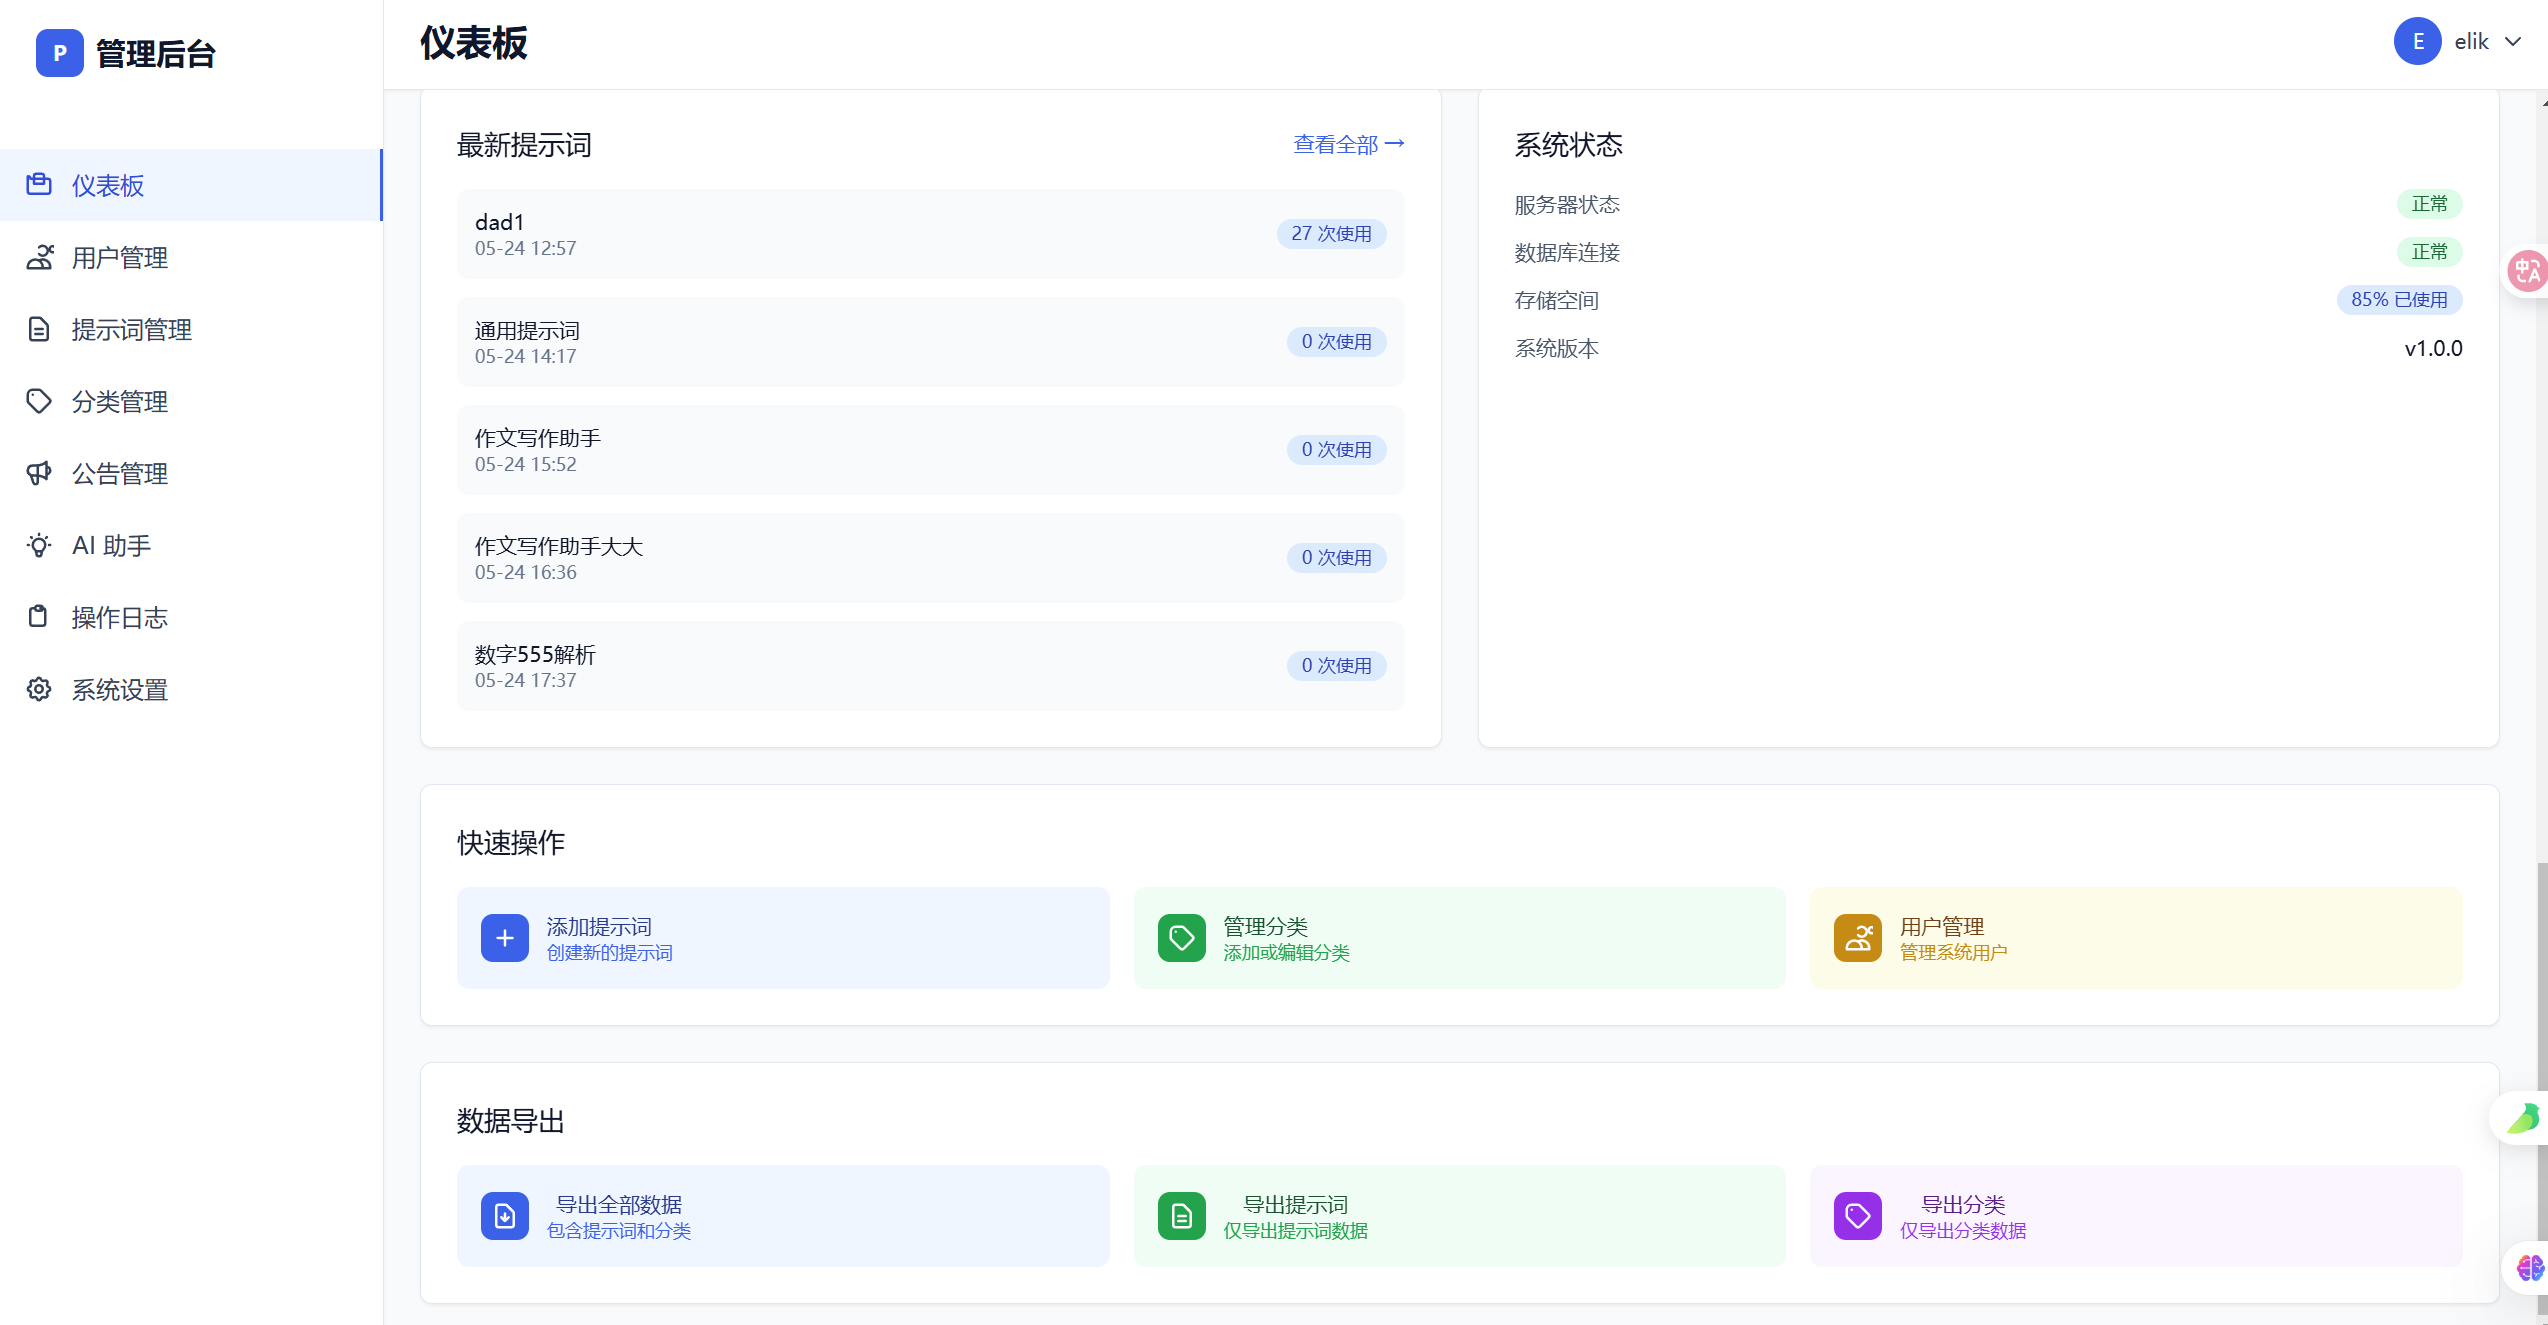 P 管理后台
仪表板
用户管理
提示词管理
分类管理
公告管理
AI 助手
操作日志
系统设置
仪表板
E elik
最新提示词 查看全部 →
dad1
05-24 12:57
27 次使用
通用提示词
05-24 14:17
0 次使用
作文写作助手
05-24 15:52
0 次使用
作文写作助手大大
05-24 16:36
0 次使用
数字555解析
05-24 17:37
0 次使用
系统状态
服务器状态 正常
数据库连接 正常
存储空间 85% 已使用
系统版本 v1.0.0
快速操作
添加提示词
创建新的提示词
管理分类
添加或编辑分类
用户管理
管理系统用户
数据导出
导出全部数据
包含提示词和分类
导出提示词
仅导出提示词数据
导出分类
仅导出分类数据
中A